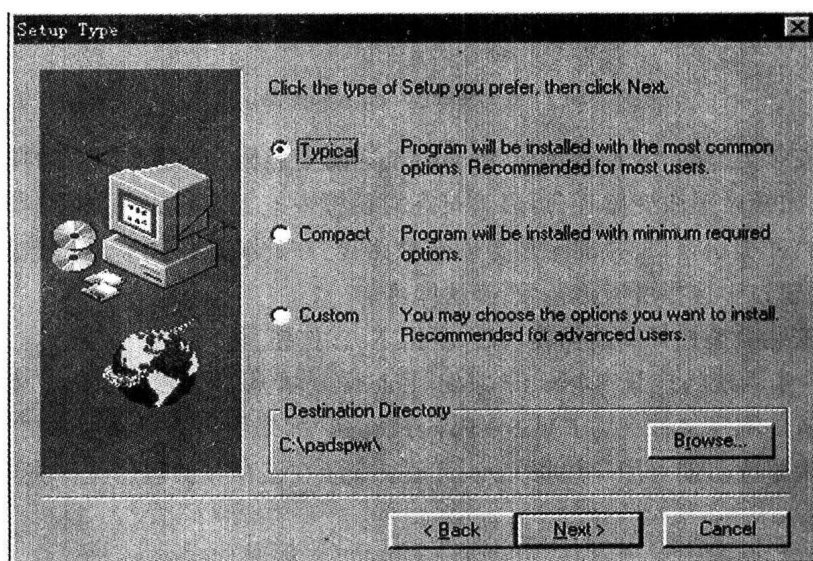 Setup Type
Click the type of Setup you prefer, then click Next.
Typical
Program will be installed with the most common
options. Recommended for most users.
Compact
Program will be installed with minimum required
options.
Custom
You may choose the options you want to install.
Recommended for advanced users.
Destination Directory
C:\padspwr\
Browse...
< Back
Next >
Cancel